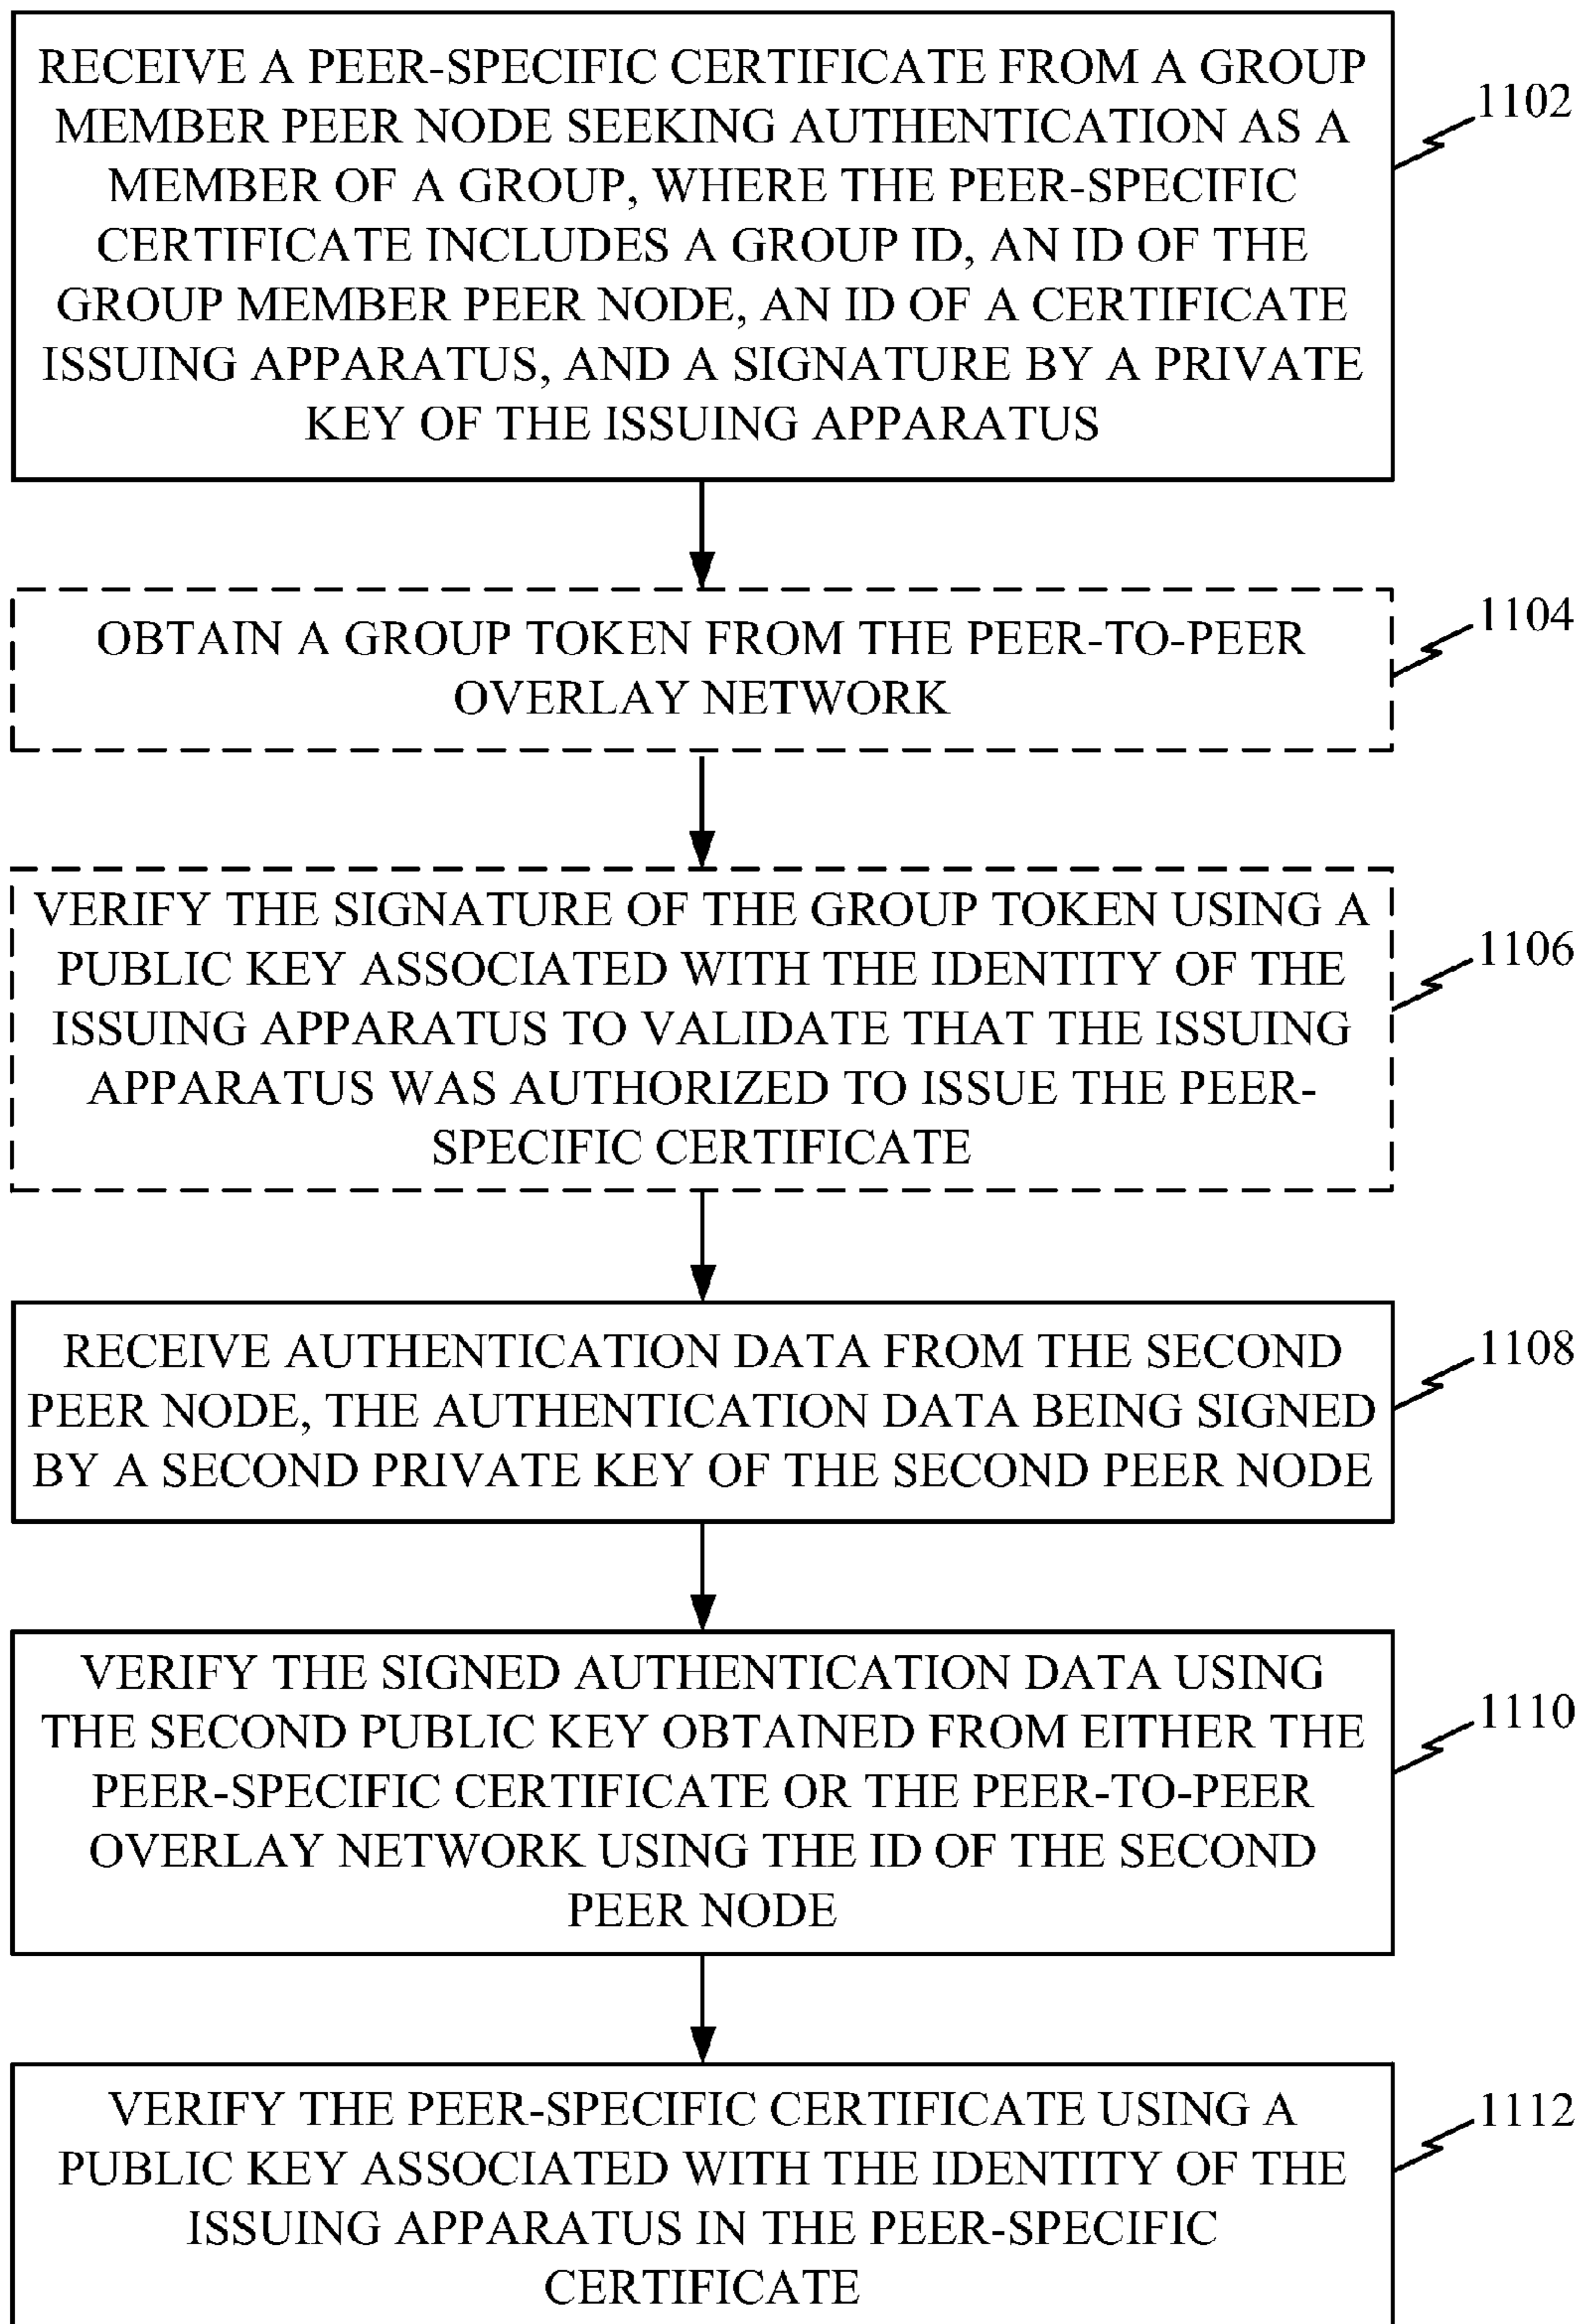 RECEIVE A PEER-SPECIFIC CERTIFICATE FROM A GROUP
MEMBER PEER NODE SEEKING AUTHENTICATION AS A
MEMBER OF A GROUP, WHERE THE PEER-SPECIFIC
CERTIFICATE INCLUDES A GROUP ID, AN ID OF THE
GROUP MEMBER PEER NODE, AN ID OF A CERTIFICATE
ISSUING APPARATUS, AND A SIGNATURE BY A PRIVATE
KEY OF THE ISSUING APPARATUS
1102
OBTAIN A GROUP TOKEN FROM THE PEER-TO-PEER
OVERLAY NETWORK
1104
VERIFY THE SIGNATURE OF THE GROUP TOKEN USING A
PUBLIC KEY ASSOCIATED WITH THE IDENTITY OF THE
ISSUING APPARATUS TO VALIDATE THAT THE ISSUING
APPARATUS WAS AUTHORIZED TO ISSUE THE PEER-
SPECIFIC CERTIFICATE
1106
RECEIVE AUTHENTICATION DATA FROM THE SECOND
PEER NODE, THE AUTHENTICATION DATA BEING SIGNED
BY A SECOND PRIVATE KEY OF THE SECOND PEER NODE
1108
VERIFY THE SIGNED AUTHENTICATION DATA USING
THE SECOND PUBLIC KEY OBTAINED FROM EITHER THE
PEER-SPECIFIC CERTIFICATE OR THE PEER-TO-PEER
OVERLAY NETWORK USING THE ID OF THE SECOND
PEER NODE
1110
VERIFY THE PEER-SPECIFIC CERTIFICATE USING A
PUBLIC KEY ASSOCIATED WITH THE IDENTITY OF THE
ISSUING APPARATUS IN THE PEER-SPECIFIC
CERTIFICATE
1112